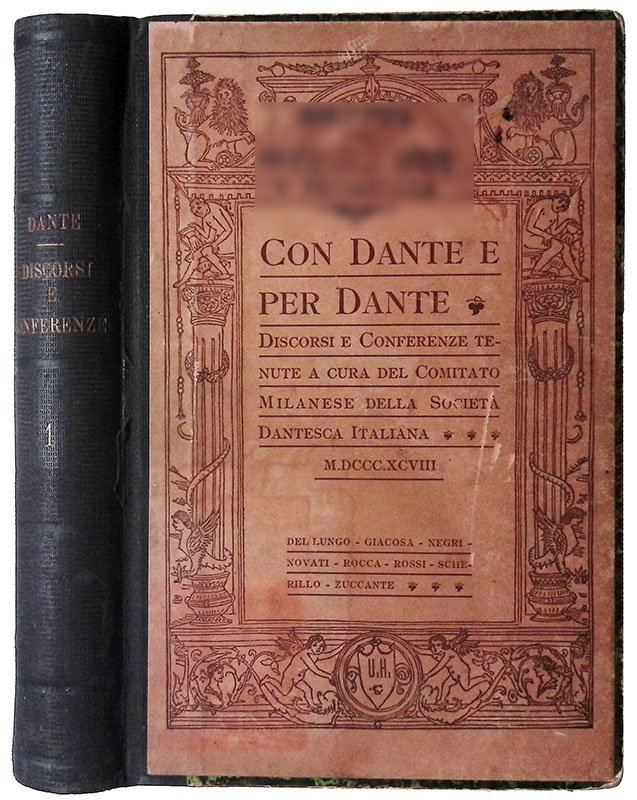 DANTE
DISCORSI
E
ONFERENZE
1
CON DANTE E
PER DANTE
DISCORSI E CONFERENZE TE-
NUTE A CURA DEL COMITATO
MILANESE DELLA SOCIETÀ
DANTESCA ITALIANA
M.DCCC.XCVIII
DEL LUNGO - GIACOSA - NEGRI -
NOVATI - ROCCA - ROSSI - SCHE-
RILLO - ZUCCANTE
U.H.